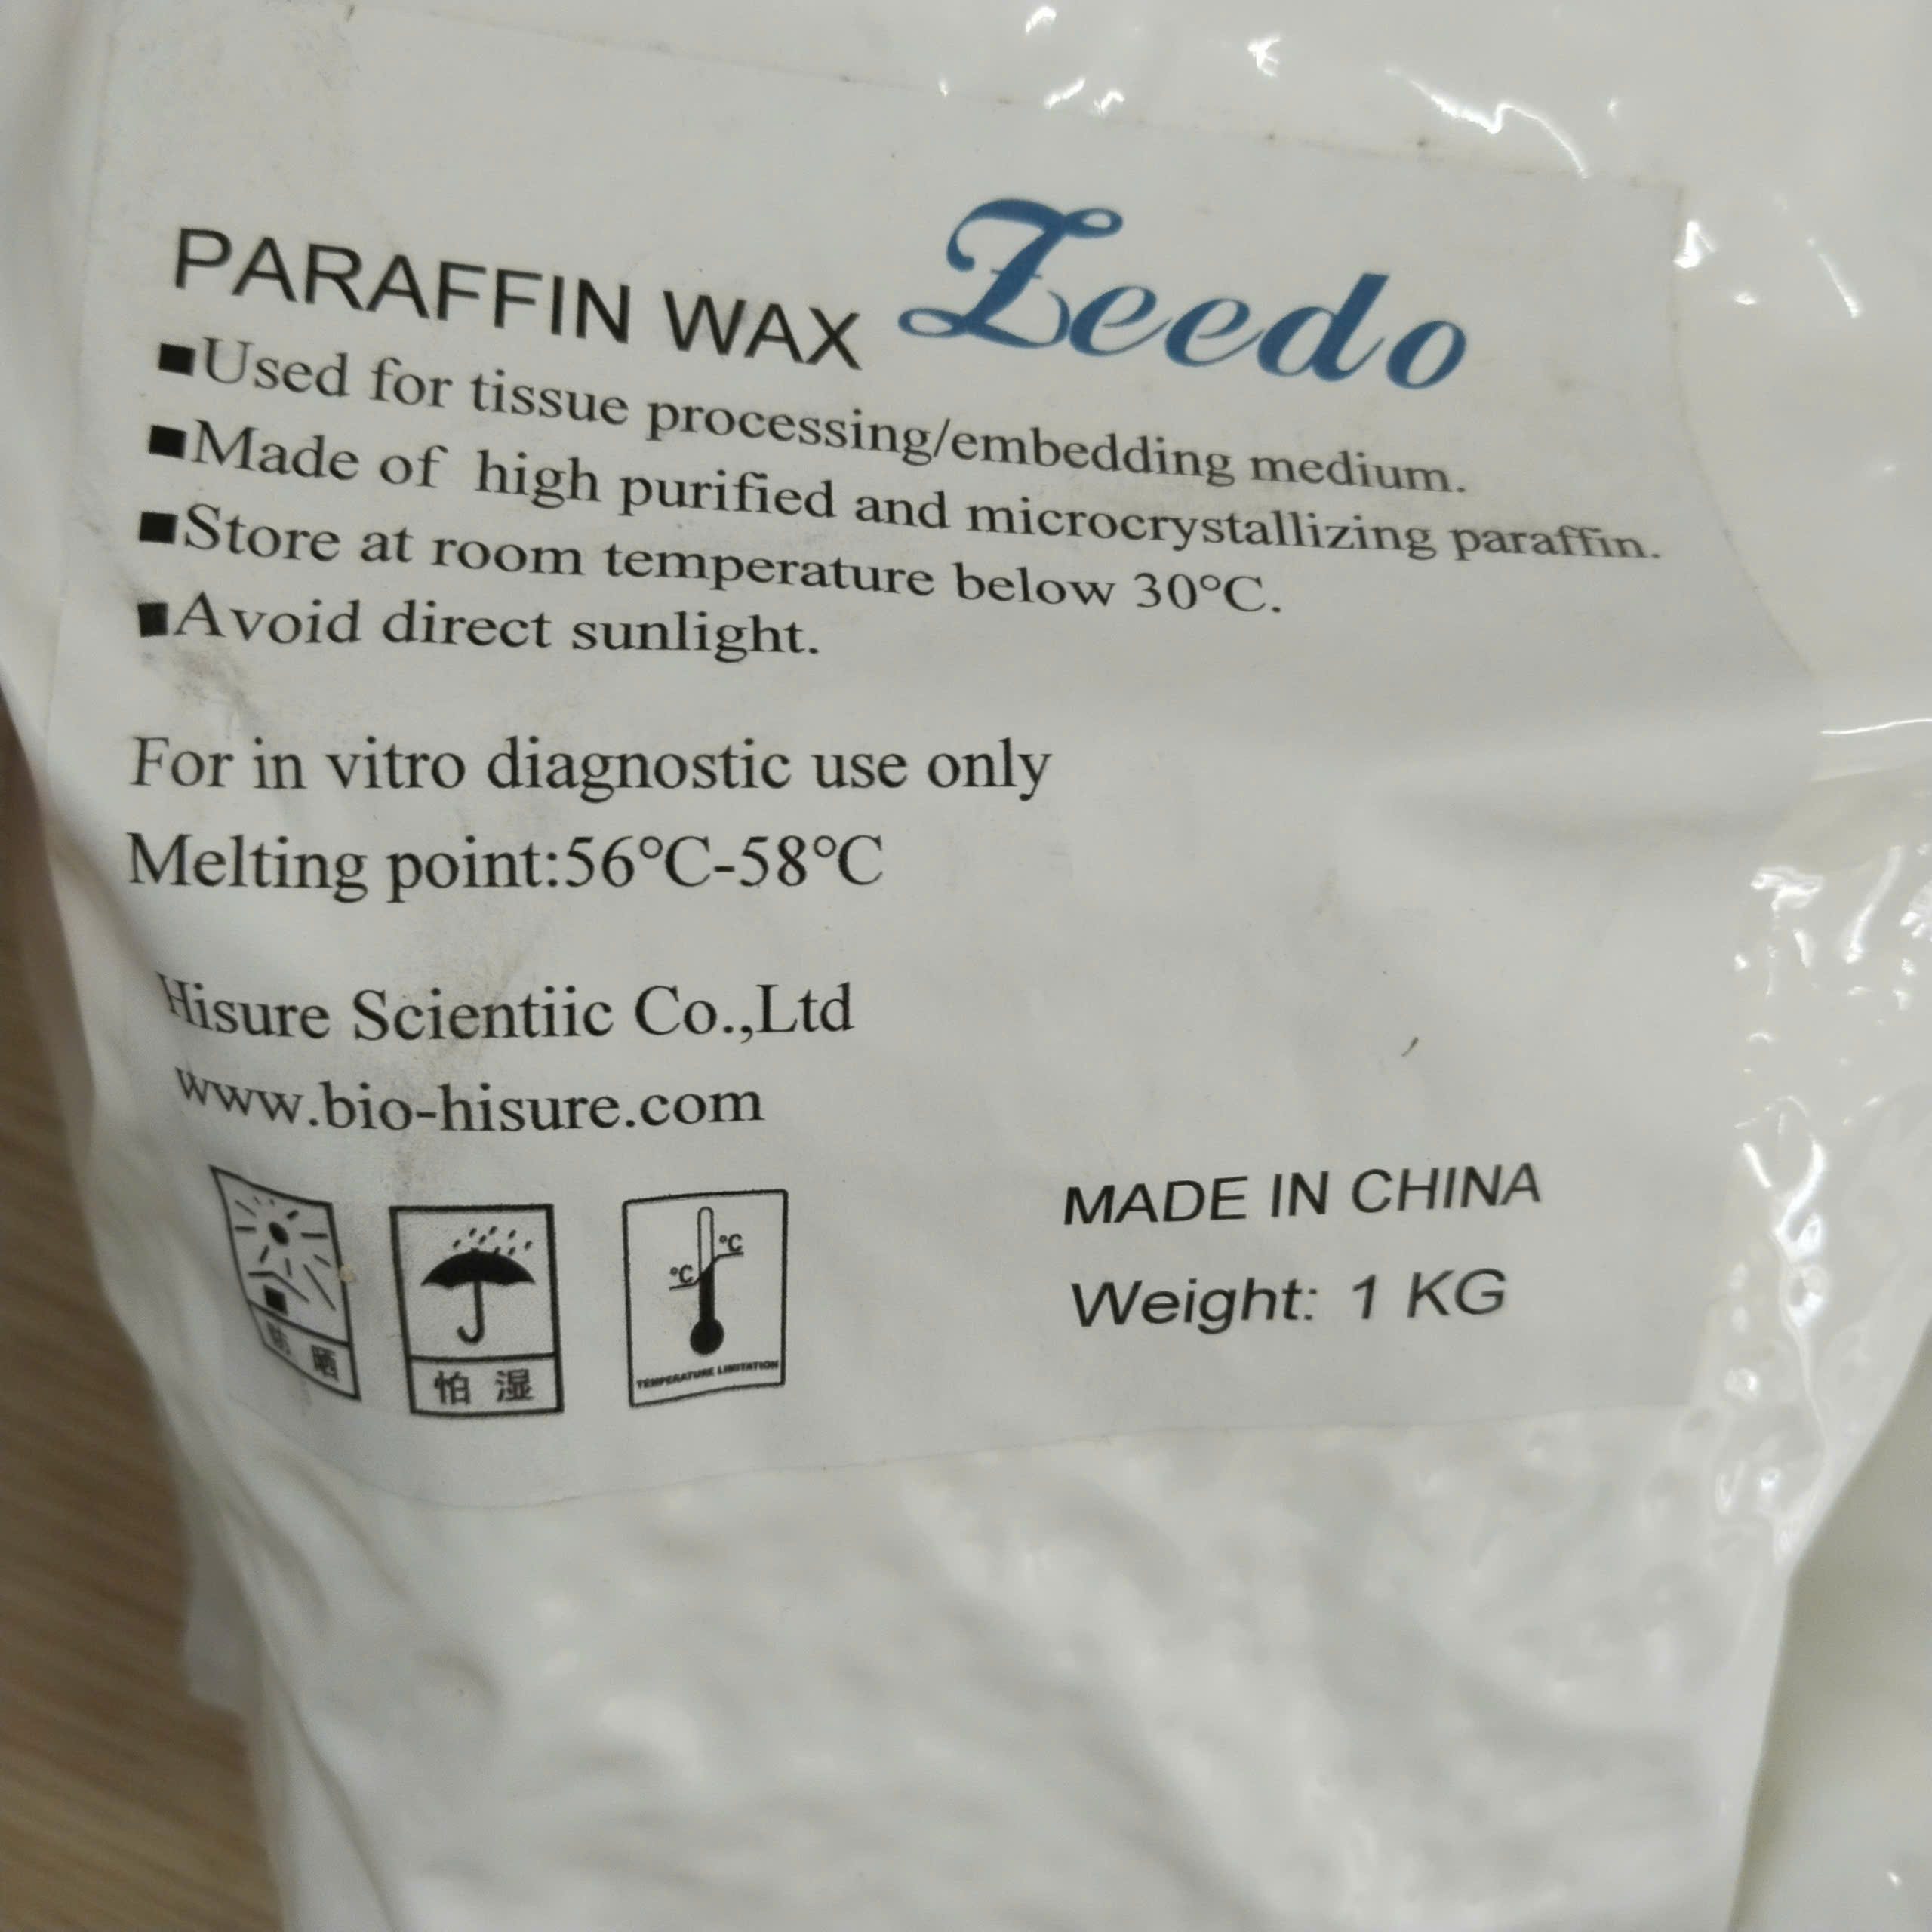 PARAFFIN WAX Zeedo
■Used for tissue processing/embedding medium.
■Made of high purified and microcrystallizing paraffin.
■Store at room temperature below 30℃.
■Avoid direct sunlight.
For in vitro diagnostic use only
Melting point:56℃-58℃
Hisure Scientiic Co.,Ltd
www.bio-hisure.com
MADE IN CHINA
Weight: 1 KG
℃
℃
防 晒
怕 湿
TEMPERATURE LIMITATION